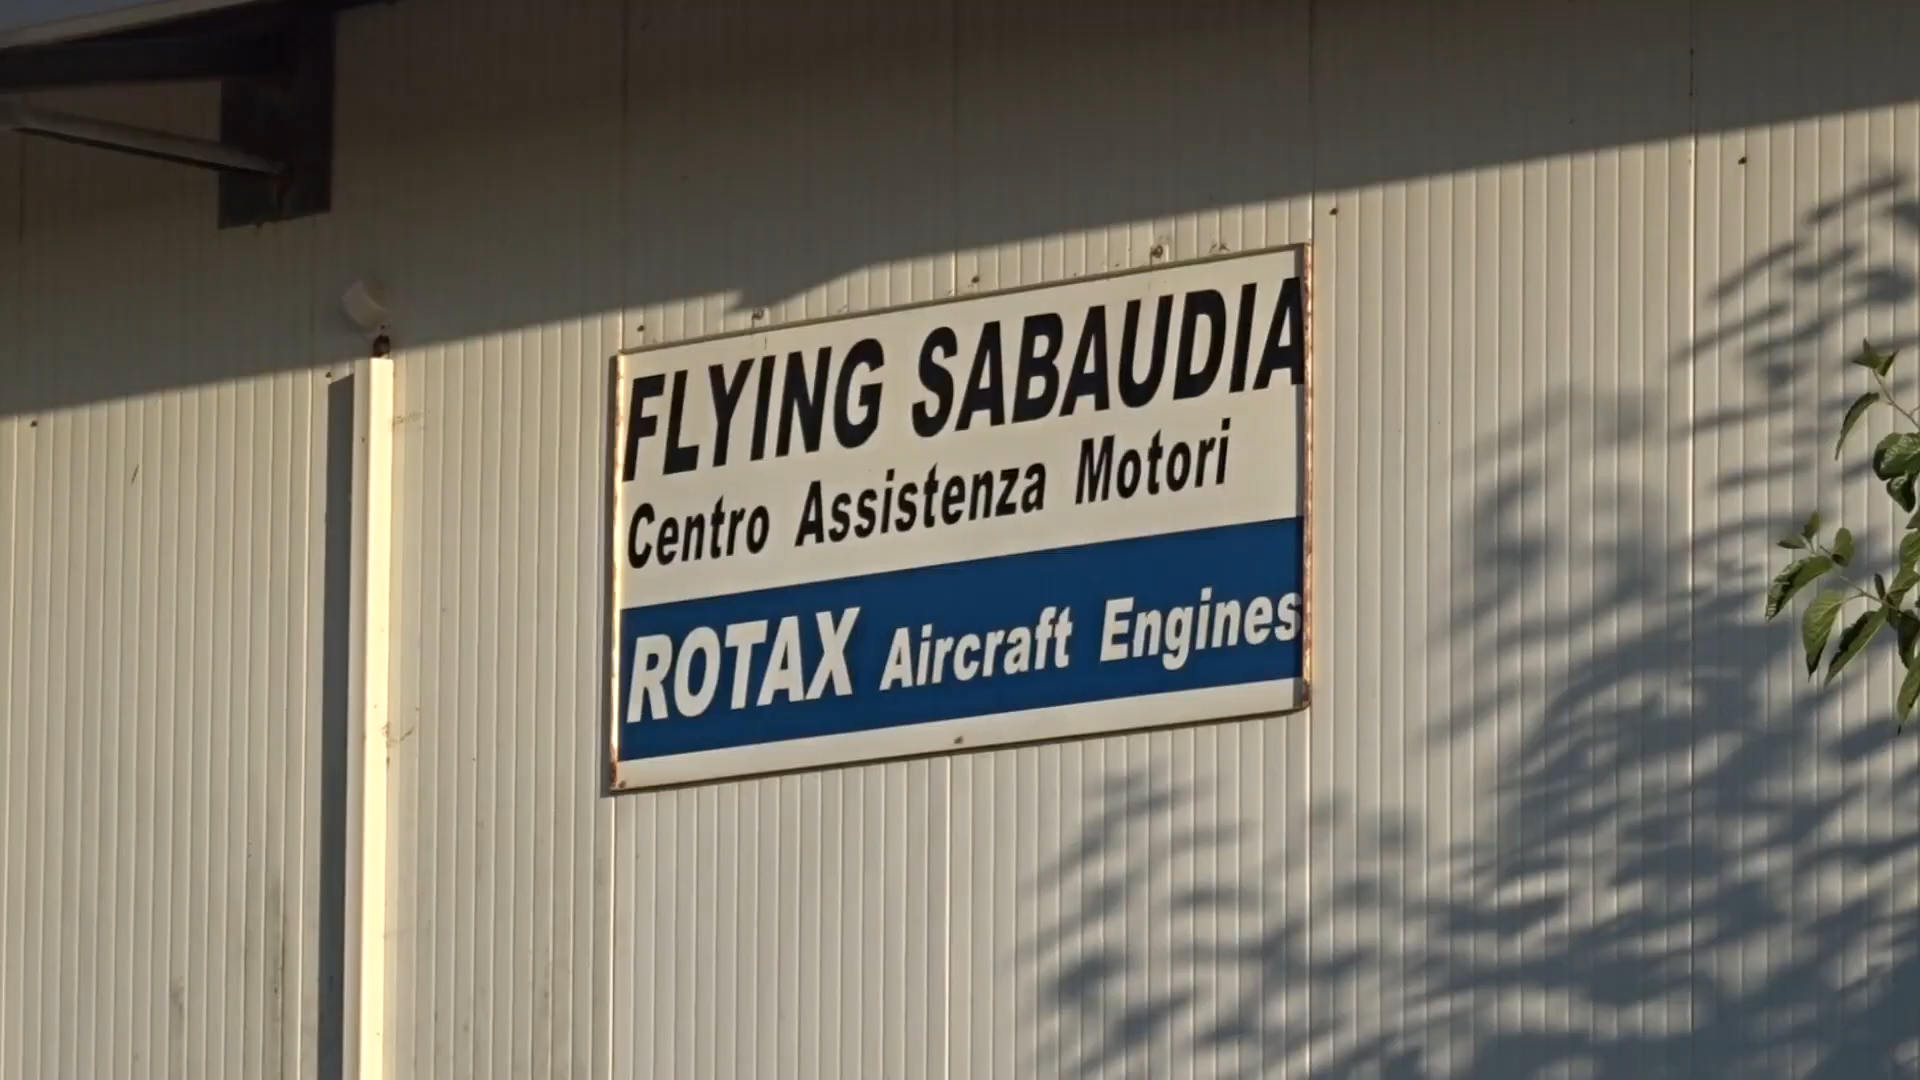 FLYING SABAUDIA
Centro Assistenza Motori
ROTAX Aircraft Engines